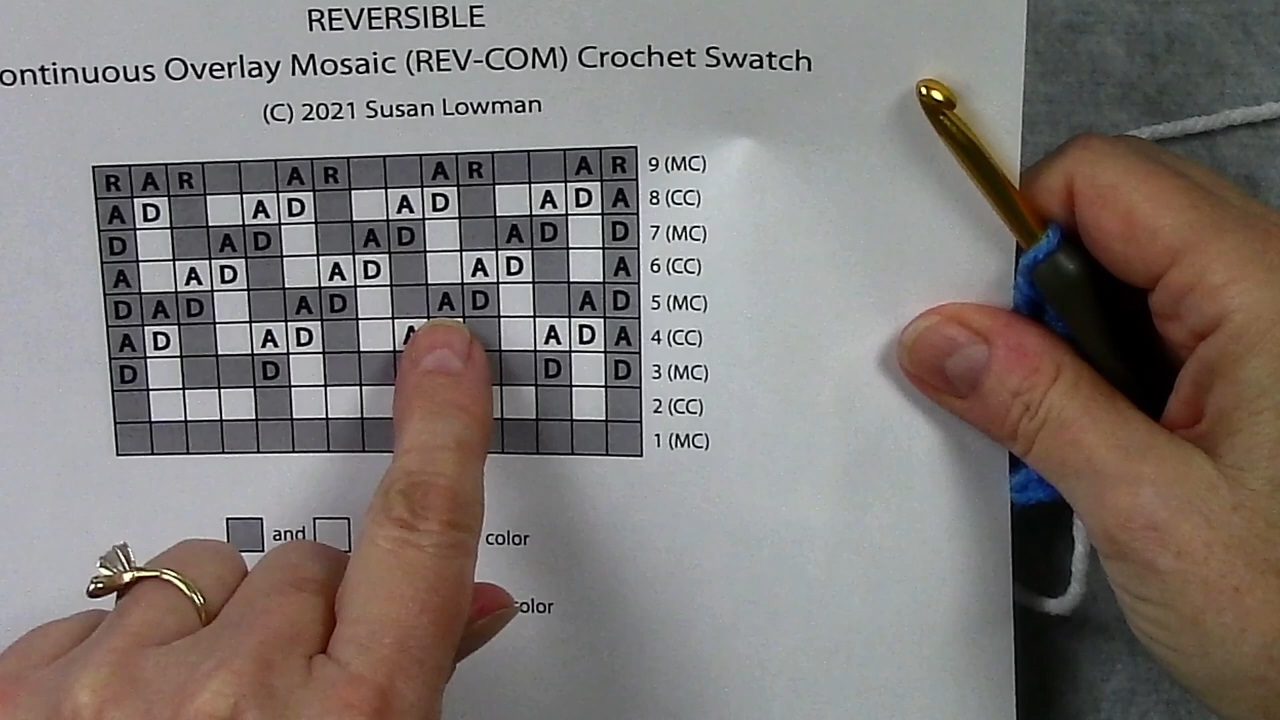 REVERSIBLE
ontinuous Overlay Mosaic (REV-COM) Crochet Swatch
(C) 2021 Susan Lowman
R A R A R A R A R 9 (MC)
A D A D A D A D A 8 (CC)
D A D A D A D D 7 (MC)
A A D A D A D A 6 (CC)
D A D A D A D A D 5 (MC)
A D A D A A D A 4 (CC)
D D D D 3 (MC)
2 (CC)
1 (MC)
and color
color